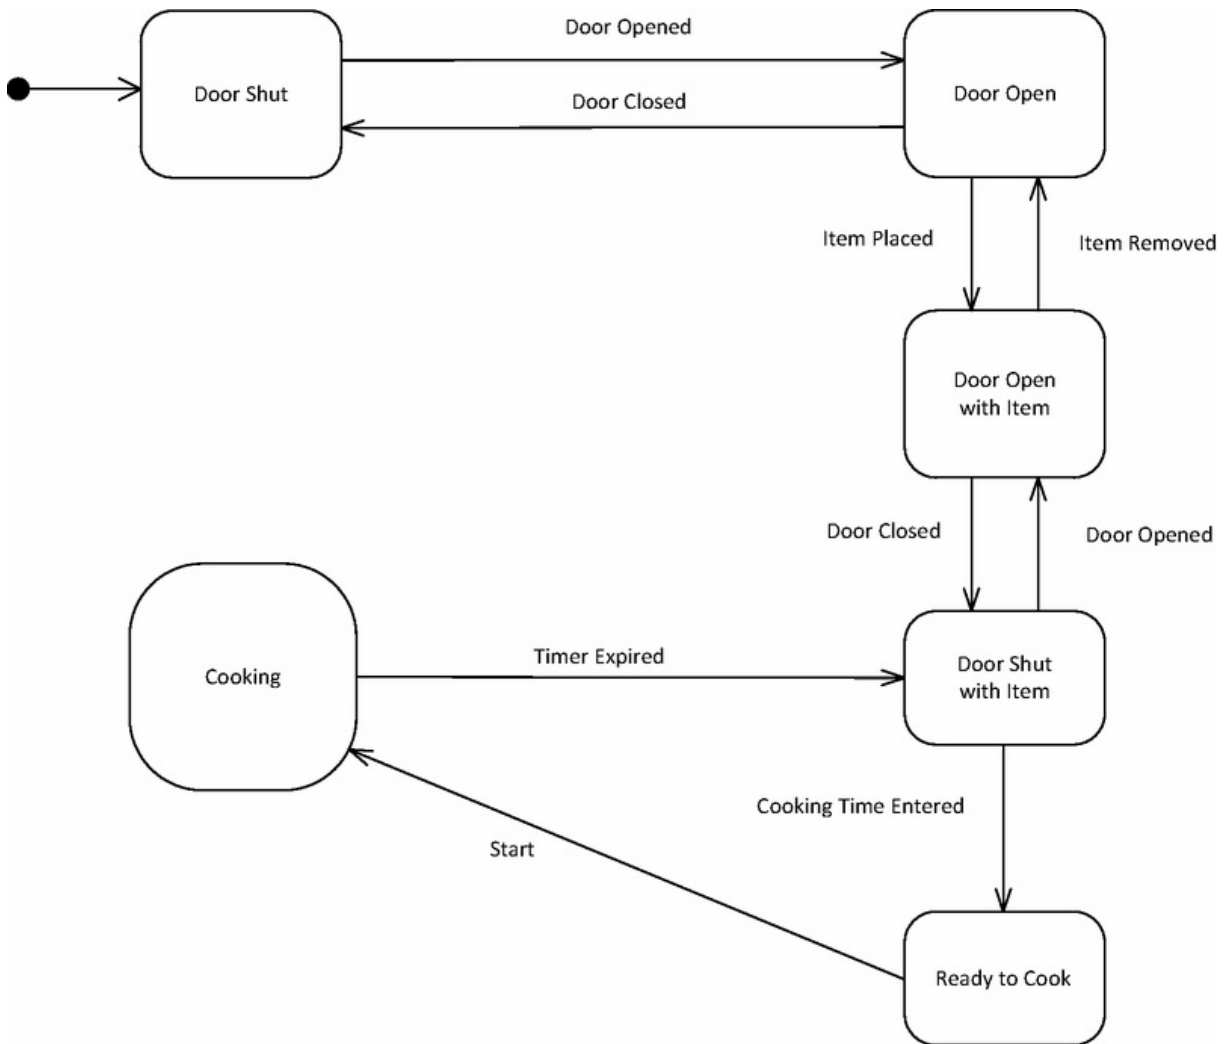 Door Opened
Door Shut
Door Open
Door Closed
Item Placed
Item Removed
Door Open
with Item
Door Closed
Door Opened
Cooking
Timer Expired
Door Shut
with Item
Cooking Time Entered
Start
Ready to Cook